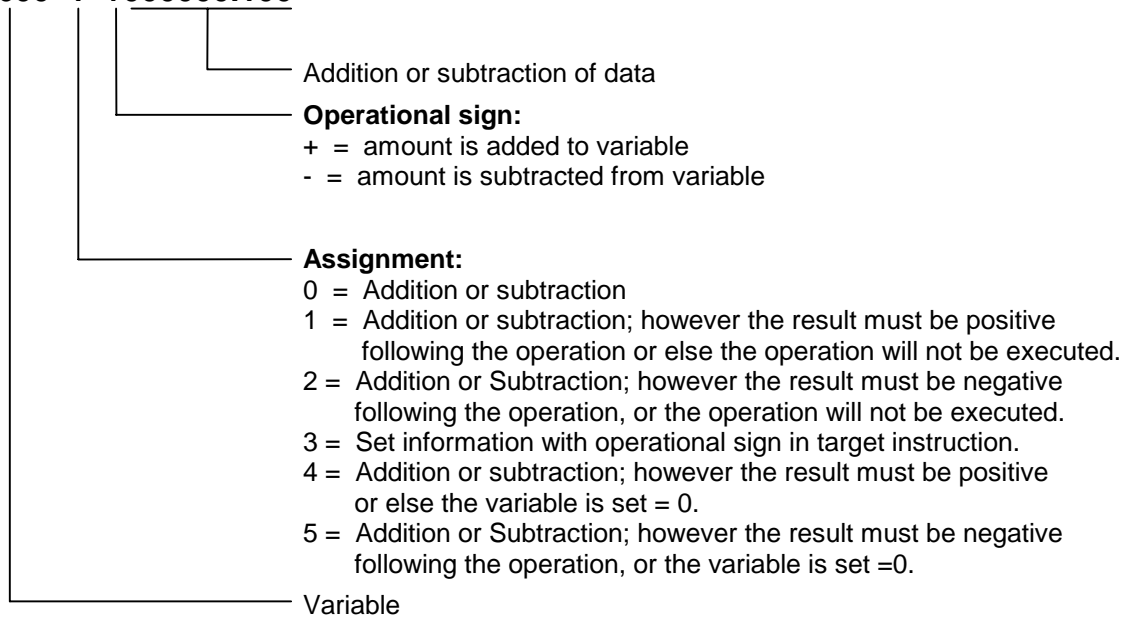 Addition or subtraction of data
Operational sign:
+ = amount is added to variable
- = amount is subtracted from variable
Assignment:
0 = Addition or subtraction
1 = Addition or subtraction; however the result must be positive
following the operation or else the operation will not be executed.
2 = Addition or Subtraction; however the result must be negative
following the operation, or the operation will not be executed.
3 = Set information with operational sign in target instruction.
4 = Addition or subtraction; however the result must be positive
or else the variable is set = 0.
5 = Addition or Subtraction; however the result must be negative
following the operation, or the variable is set =0.
Variable